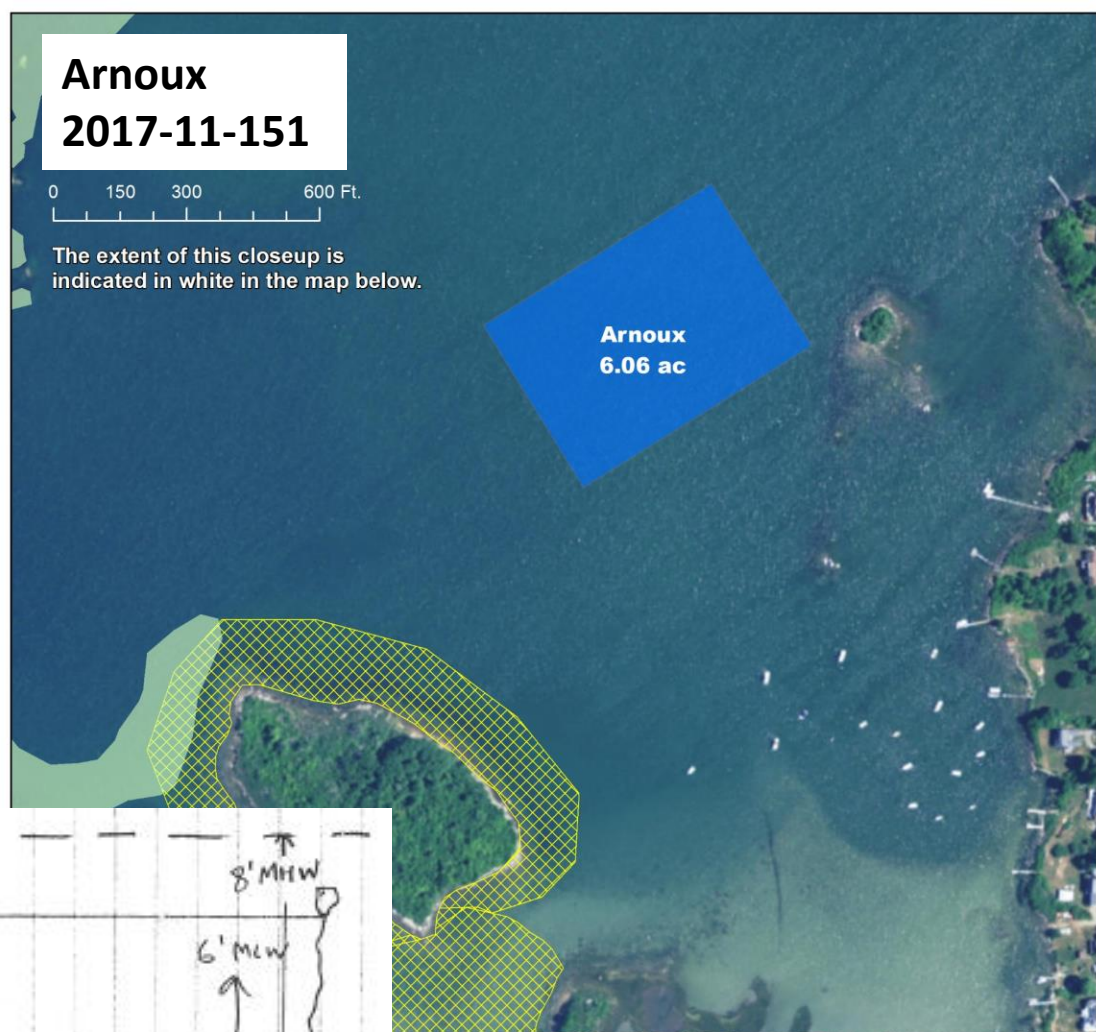 Arnoux
2017-11-151
0 150 300 600 Ft.
The extent of this closeup is
indicated in white in the map below.
Arnoux
6.06 ac
8' MHW
6' MLW